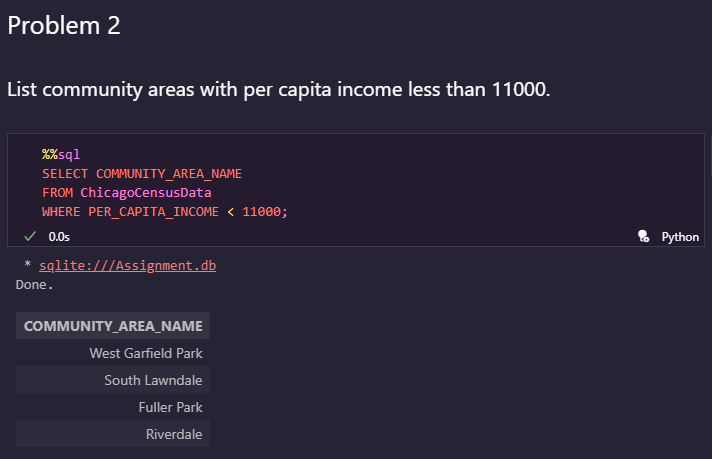 Problem 2
List community areas with per capita income less than 11000.
%%sql
SELECT COMMUNITY_AREA_NAME
FROM ChicagoCensusData
WHERE PER_CAPITA_INCOME < 11000;
✓ 0.0s Python
* sqlite:///Assignment.db
Done.
COMMUNITY_AREA_NAME
West Garfield Park
South Lawndale
Fuller Park
Riverdale